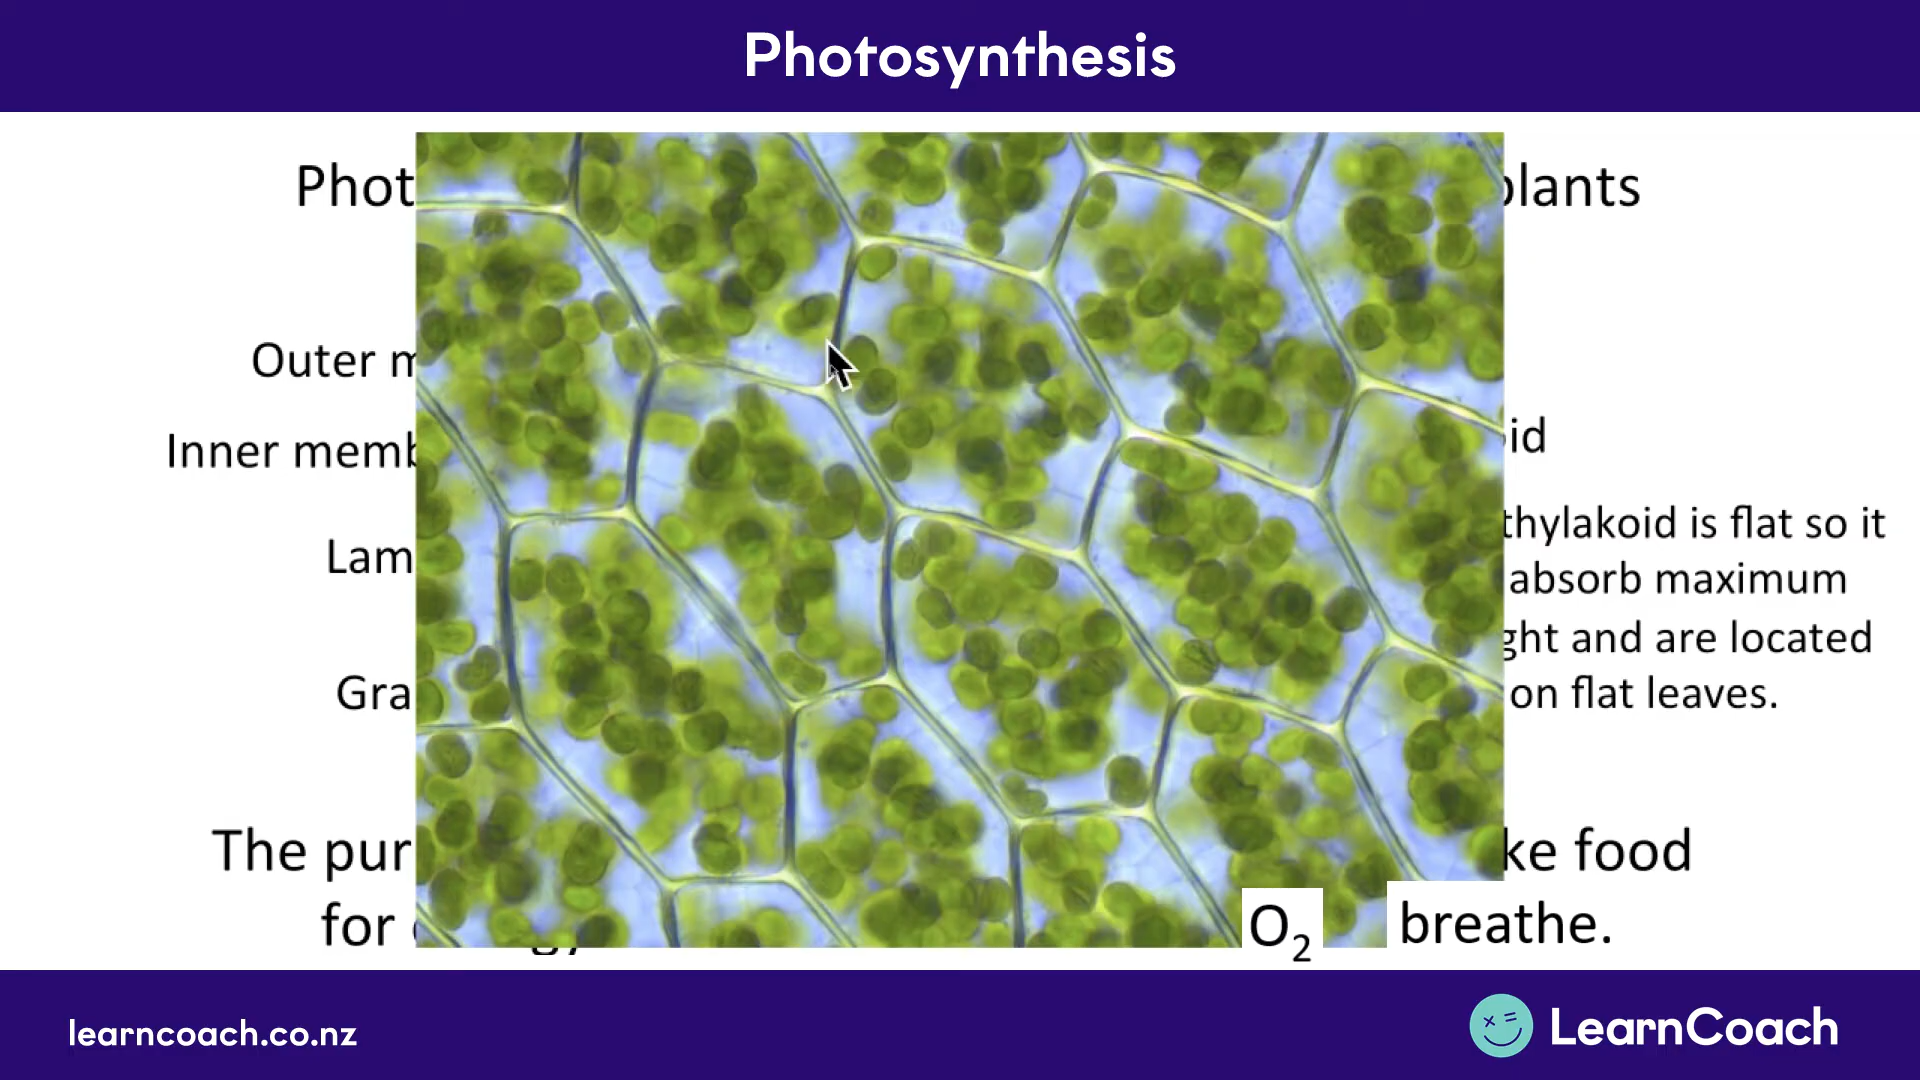 Photosynthesis
Phot
plants
Outer m
Inner memb
id
thylakoid is flat so it
Lam
absorb maximum
ght and are located
Gra
on flat leaves.
The pur
ke food
for
O₂ breathe.
learncoach.co.nz
LearnCoach